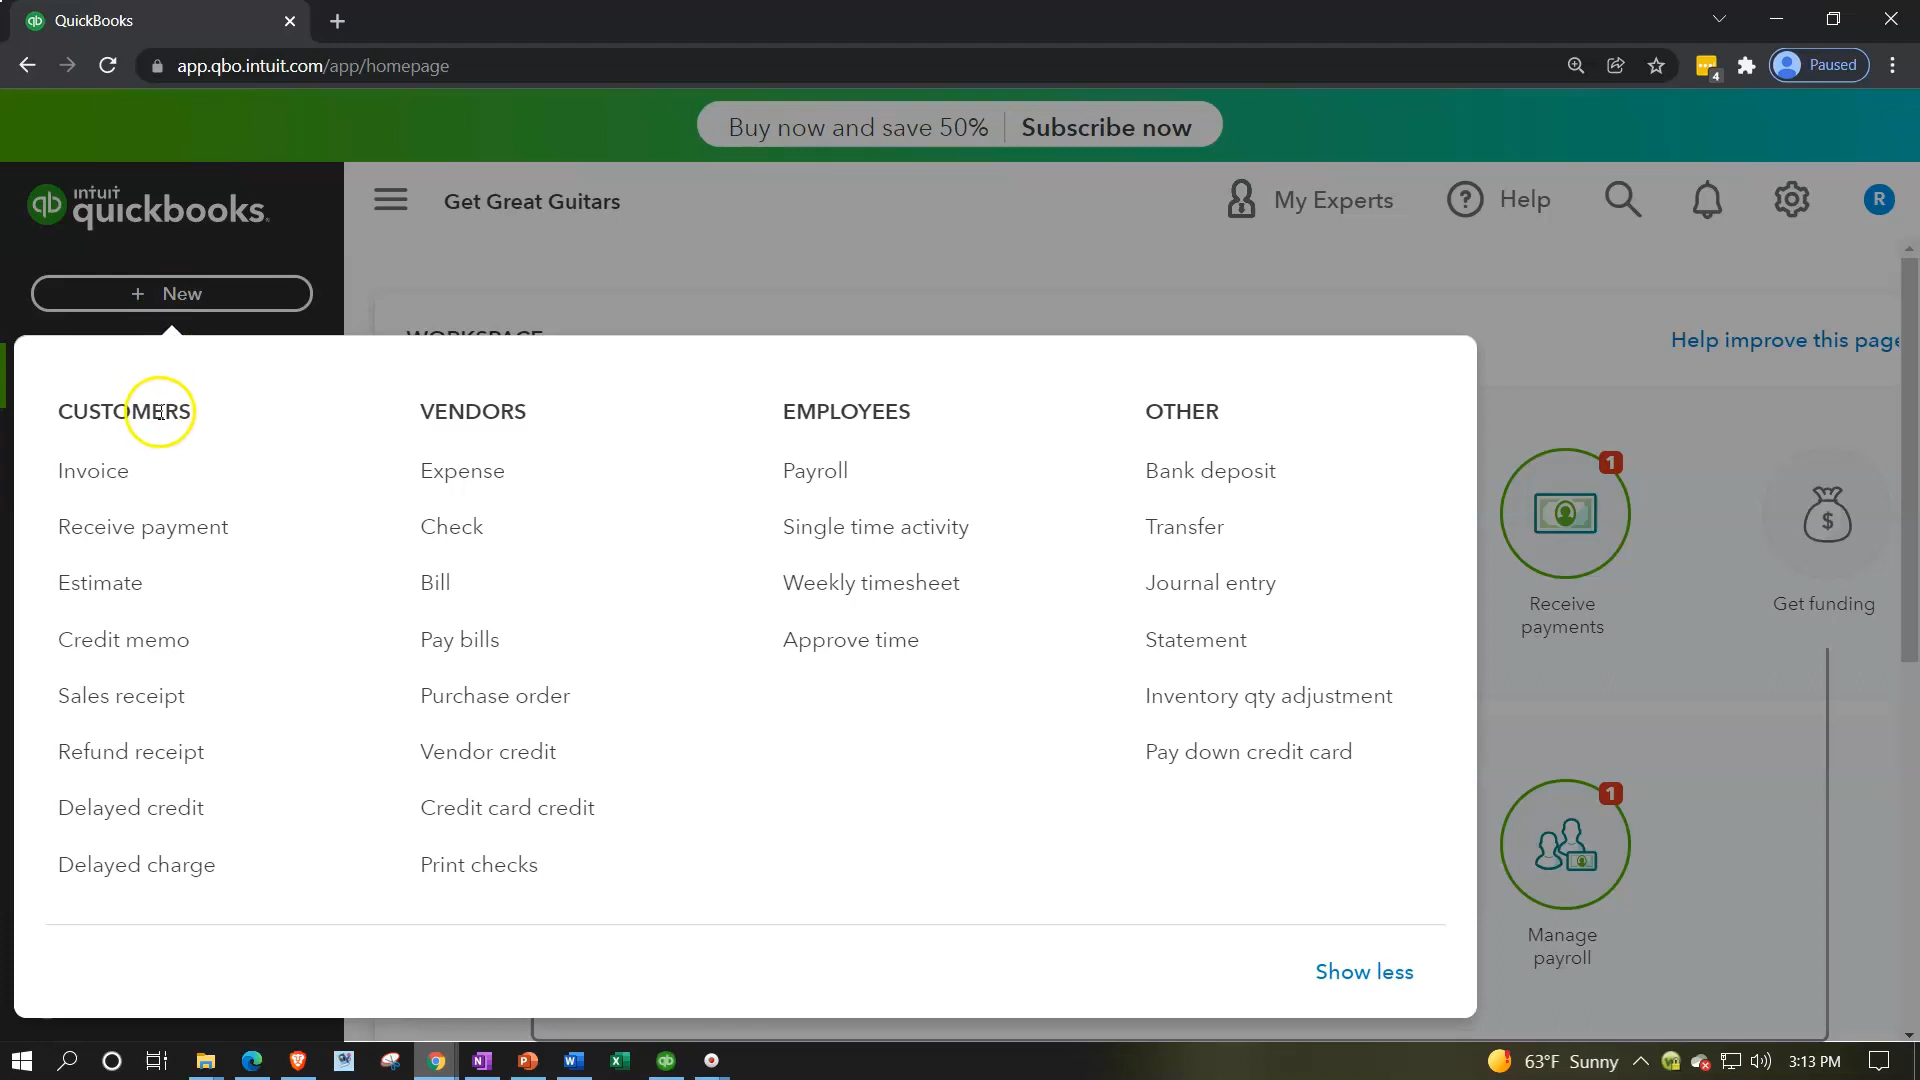 QuickBooks
app.qbo.intuit.com/app/homepage
4
Paused
Buy now and save 50%
Subscribe now
qb
intuit
quickbooks.
Get Great Guitars
My Experts
Help
R
+ New
WORKSPACE
Help improve this page
CUSTOMERS
Invoice
Receive payment
Estimate
Credit memo
Sales receipt
Refund receipt
Delayed credit
Delayed charge
VENDORS
Expense
Check
Bill
Pay bills
Purchase order
Vendor credit
Credit card credit
Print checks
EMPLOYEES
Payroll
Single time activity
Weekly timesheet
Approve time
OTHER
Bank deposit
Transfer
Journal entry
Statement
Inventory qty adjustment
Pay down credit card
Show less
1
Receive
payments
Get funding
1
Manage
payroll
63°F Sunny
3:13 PM